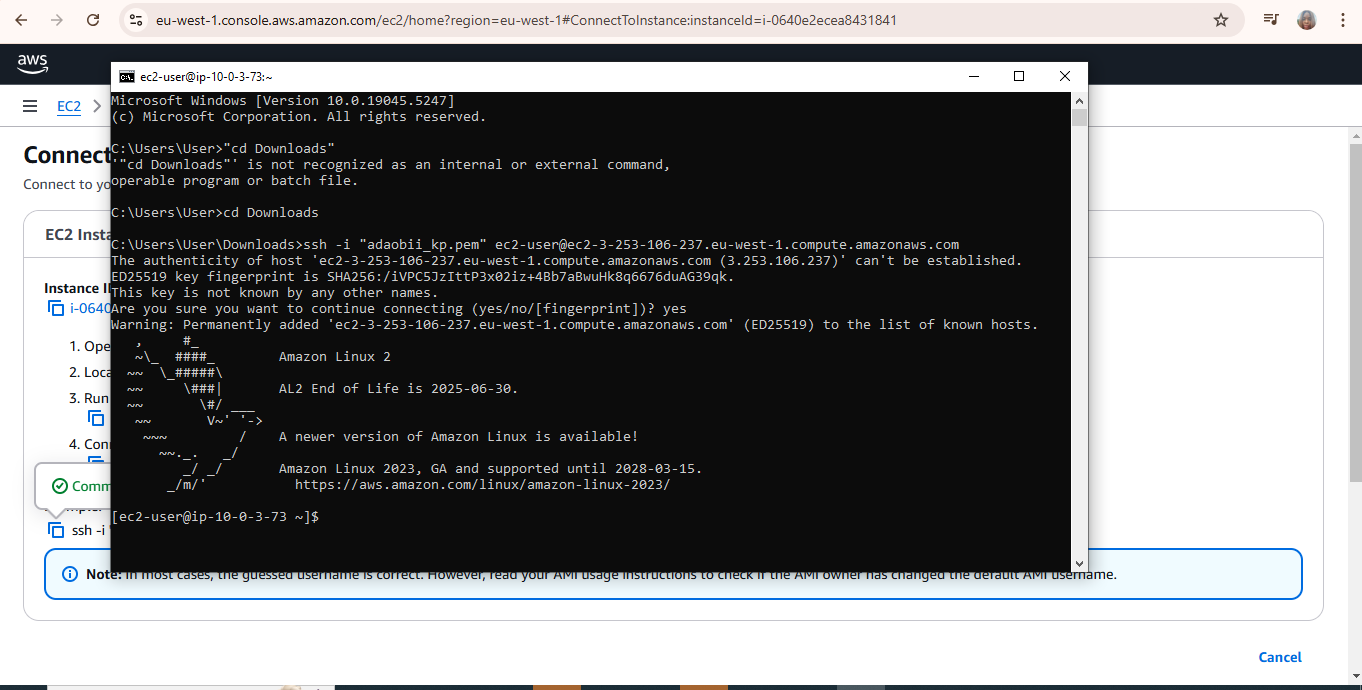 eu-west-1.console.aws.amazon.com/ec2/home?region=eu-west-1#ConnectToInstance:instanceId=i-0640e2ecea8431841
aws
EC2
Connect
Connect to yo
EC2 Insta
Instance I
i-0640
1. Ope
2. Loca
3. Run
4. Conn
Comm
ssh -i
Note: In most cases, the guessed username is correct. However, read your AMI usage instructions to check if the AMI owner has changed the default AMI username.
Cancel
ec2-user@ip-10-0-3-73:~
Microsoft Windows [Version 10.0.19045.5247]
(c) Microsoft Corporation. All rights reserved.
C:\Users\User>"cd Downloads"
'"cd Downloads"' is not recognized as an internal or external command,
operable program or batch file.
C:\Users\User>cd Downloads
C:\Users\User\Downloads>ssh -i "adaobii_kp.pem" ec2-user@ec2-3-253-106-237.eu-west-1.compute.amazonaws.com
The authenticity of host 'ec2-3-253-106-237.eu-west-1.compute.amazonaws.com (3.253.106.237)' can't be established.
ED25519 key fingerprint is SHA256:/iVPC5JzIttP3x02iz+4Bb7aBwuHk8q6676duAG39qk.
This key is not known by any other names.
Are you sure you want to continue connecting (yes/no/[fingerprint])? yes
Warning: Permanently added 'ec2-3-253-106-237.eu-west-1.compute.amazonaws.com' (ED25519) to the list of known hosts.
   ,     #_
   ~\_  ####_        Amazon Linux 2
  ~~  \_#####\
  ~~     \###|       AL2 End of Life is 2025-06-30.
  ~~       \#/ ___
   ~~       V~' '->
    ~~~         /    A newer version of Amazon Linux is available!
      ~~._.   _/
         _/ _/       Amazon Linux 2023, GA and supported until 2028-03-15.
       _/m/'           https://aws.amazon.com/linux/amazon-linux-2023/
[ec2-user@ip-10-0-3-73 ~]$